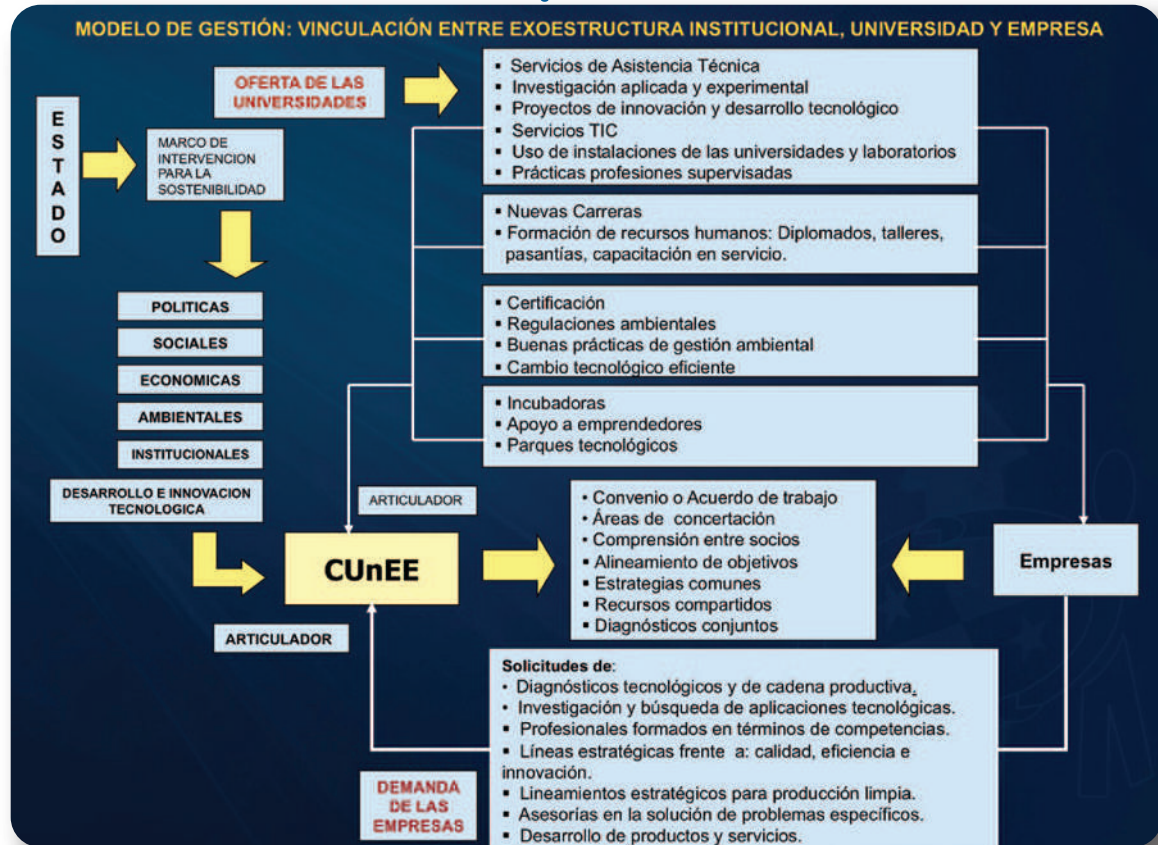 MODELO DE GESTIÓN: VINCULACIÓN ENTRE EXOESTRUCTURA INSTITUCIONAL, UNIVERSIDAD Y EMPRESA
ESTADO
MARCO DE
INTERVENCION
PARA LA
SOSTENIBILIDAD
OFERTA DE LAS
UNIVERSIDADES
▪ Servicios de Asistencia Técnica
▪ Investigación aplicada y experimental
▪ Proyectos de innovación y desarrollo tecnológico
▪ Servicios TIC
▪ Uso de instalaciones de las universidades y laboratorios
▪ Prácticas profesiones supervisadas
▪ Nuevas Carreras
▪ Formación de recursos humanos: Diplomados, talleres,
pasantías, capacitación en servicio.
▪ Certificación
▪ Regulaciones ambientales
▪ Buenas prácticas de gestión ambiental
▪ Cambio tecnológico eficiente
▪ Incubadoras
▪ Apoyo a emprendedores
▪ Parques tecnológicos
POLITICAS
SOCIALES
ECONOMICAS
AMBIENTALES
INSTITUCIONALES
DESARROLLO E INNOVACION
TECNOLOGICA
ARTICULADOR
CUnEE
ARTICULADOR
• Convenio o Acuerdo de trabajo
• Áreas de concertación
• Comprensión entre socios
• Alineamiento de objetivos
• Estrategias comunes
• Recursos compartidos
• Diagnósticos conjuntos
Empresas
DEMANDA
DE LAS
EMPRESAS
Solicitudes de:
• Diagnósticos tecnológicos y de cadena productiva.
• Investigación y búsqueda de aplicaciones tecnológicas.
▪ Profesionales formados en términos de competencias.
▪ Líneas estratégicas frente a: calidad, eficiencia e
innovación.
▪ Lineamientos estratégicos para producción limpia.
▪ Asesorías en la solución de problemas específicos.
▪ Desarrollo de productos y servicios.